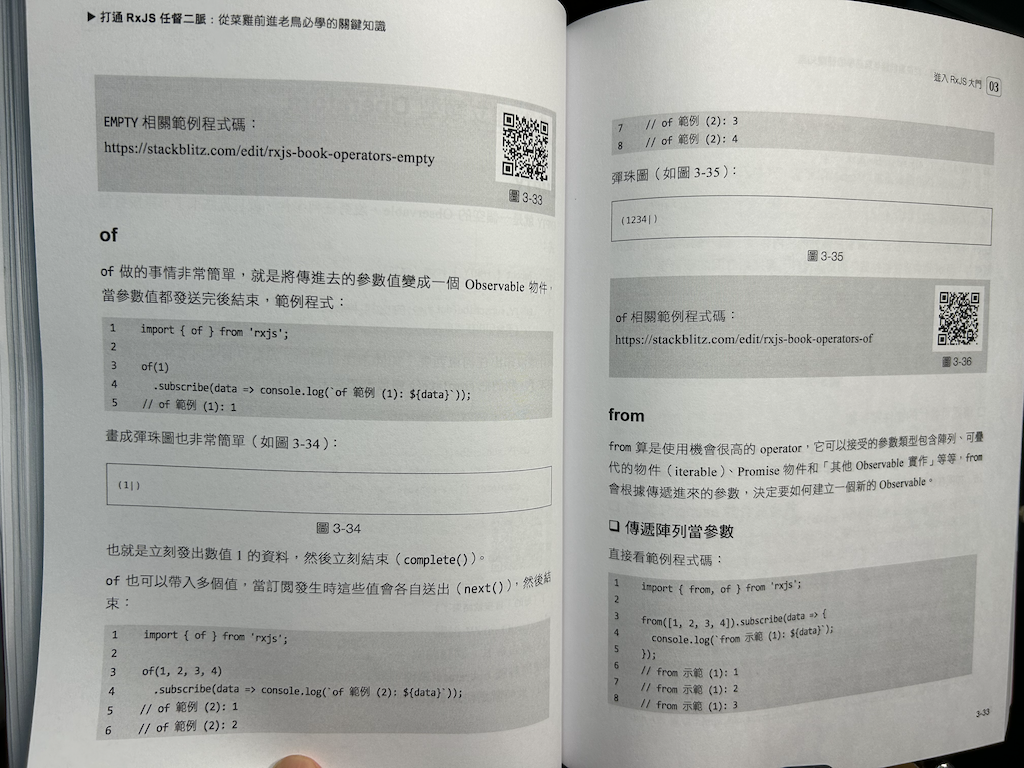 ▶ 打通 RxJS 任督二脈：從菜雞前進老鳥必學的關鍵知識
EMPTY 相關範例程式碼：
https://stackblitz.com/edit/rxjs-book-operators-empty
圖 3-33
of
of 做的事情非常簡單，就是將傳進去的參數值變成一個 Observable 物件，
當參數值都發送完後結束，範例程式：
1 import { of } from 'rxjs';
2
3 of(1)
4 .subscribe(data => console.log(`of 範例 (1): ${data}`));
5 // of 範例 (1): 1
畫成彈珠圖也非常簡單（如圖 3-34）：
(1|)
圖 3-34
也就是立刻發出數值 1 的資料，然後立刻結束（complete()）。
of 也可以帶入多個值，當訂閱發生時這些值會各自送出（next()），然後結
束：
1 import { of } from 'rxjs';
2
3 of(1, 2, 3, 4)
4 .subscribe(data => console.log(`of 範例 (2): ${data}`));
5 // of 範例 (2): 1
6 // of 範例 (2): 2
進入 RxJS 大門 03
7 // of 範例 (2): 3
8 // of 範例 (2): 4
彈珠圖（如圖 3-35）：
(1234|)
圖 3-35
of 相關範例程式碼：
https://stackblitz.com/edit/rxjs-book-operators-of
圖 3-36
from
from 算是使用機會很高的 operator，它可以接受的參數類型包含陣列、可疊
代的物件（iterable）、Promise 物件和「其他 Observable 實作」等等，from
會根據傳遞進來的參數，決定要如何建立一個新的 Observable。
❏ 傳遞陣列當參數
直接看範例程式碼：
1 import { from, of } from 'rxjs';
2
3 from([1, 2, 3, 4]).subscribe(data => {
4 console.log(`from 示範 (1): ${data}`);
5 });
6 // from 示範 (1): 1
7 // from 示範 (1): 2
8 // from 示範 (1): 3
3-33